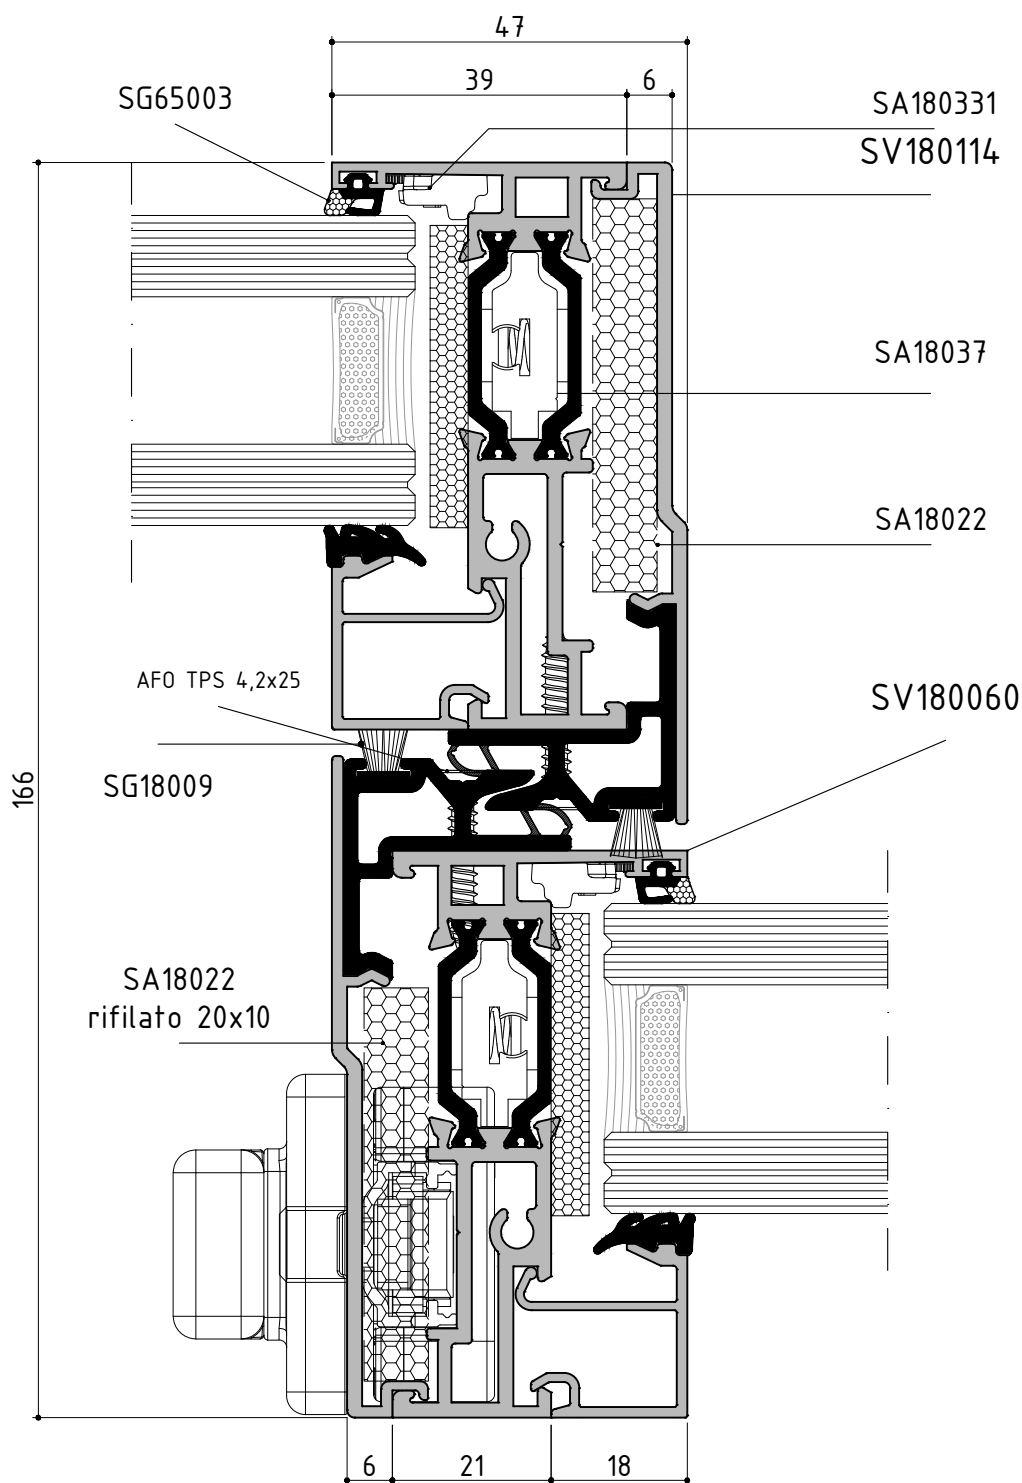 47
39
6
SG65003
SA180331
SV180114
SA18037
SA18022
AFO TPS 4,2x25
SV180060
SG18009
166
SA18022
rifilato 20x10
6
21
18